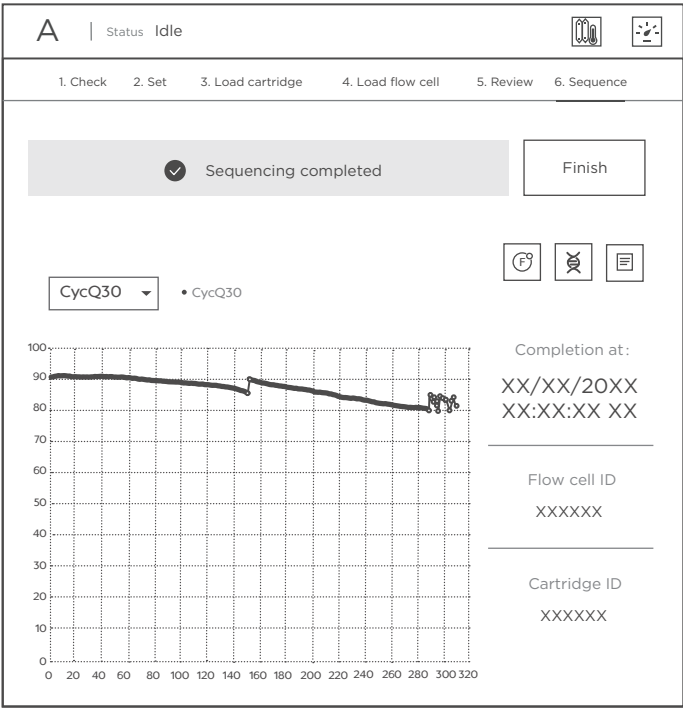 A | Status Idle
1. Check 2. Set 3. Load cartridge 4. Load flow cell 5. Review 6. Sequence
Sequencing completed
Finish
F
CycQ30
CycQ30
100
90
80
70
60
50
40
30
20
10
0
0 20 40 60 80 100 120 140 160 180 200 220 240 260 280 300 320
Completion at:
XX/XX/20XX
XX:XX:XX XX
Flow cell ID
XXXXXX
Cartridge ID
XXXXXX